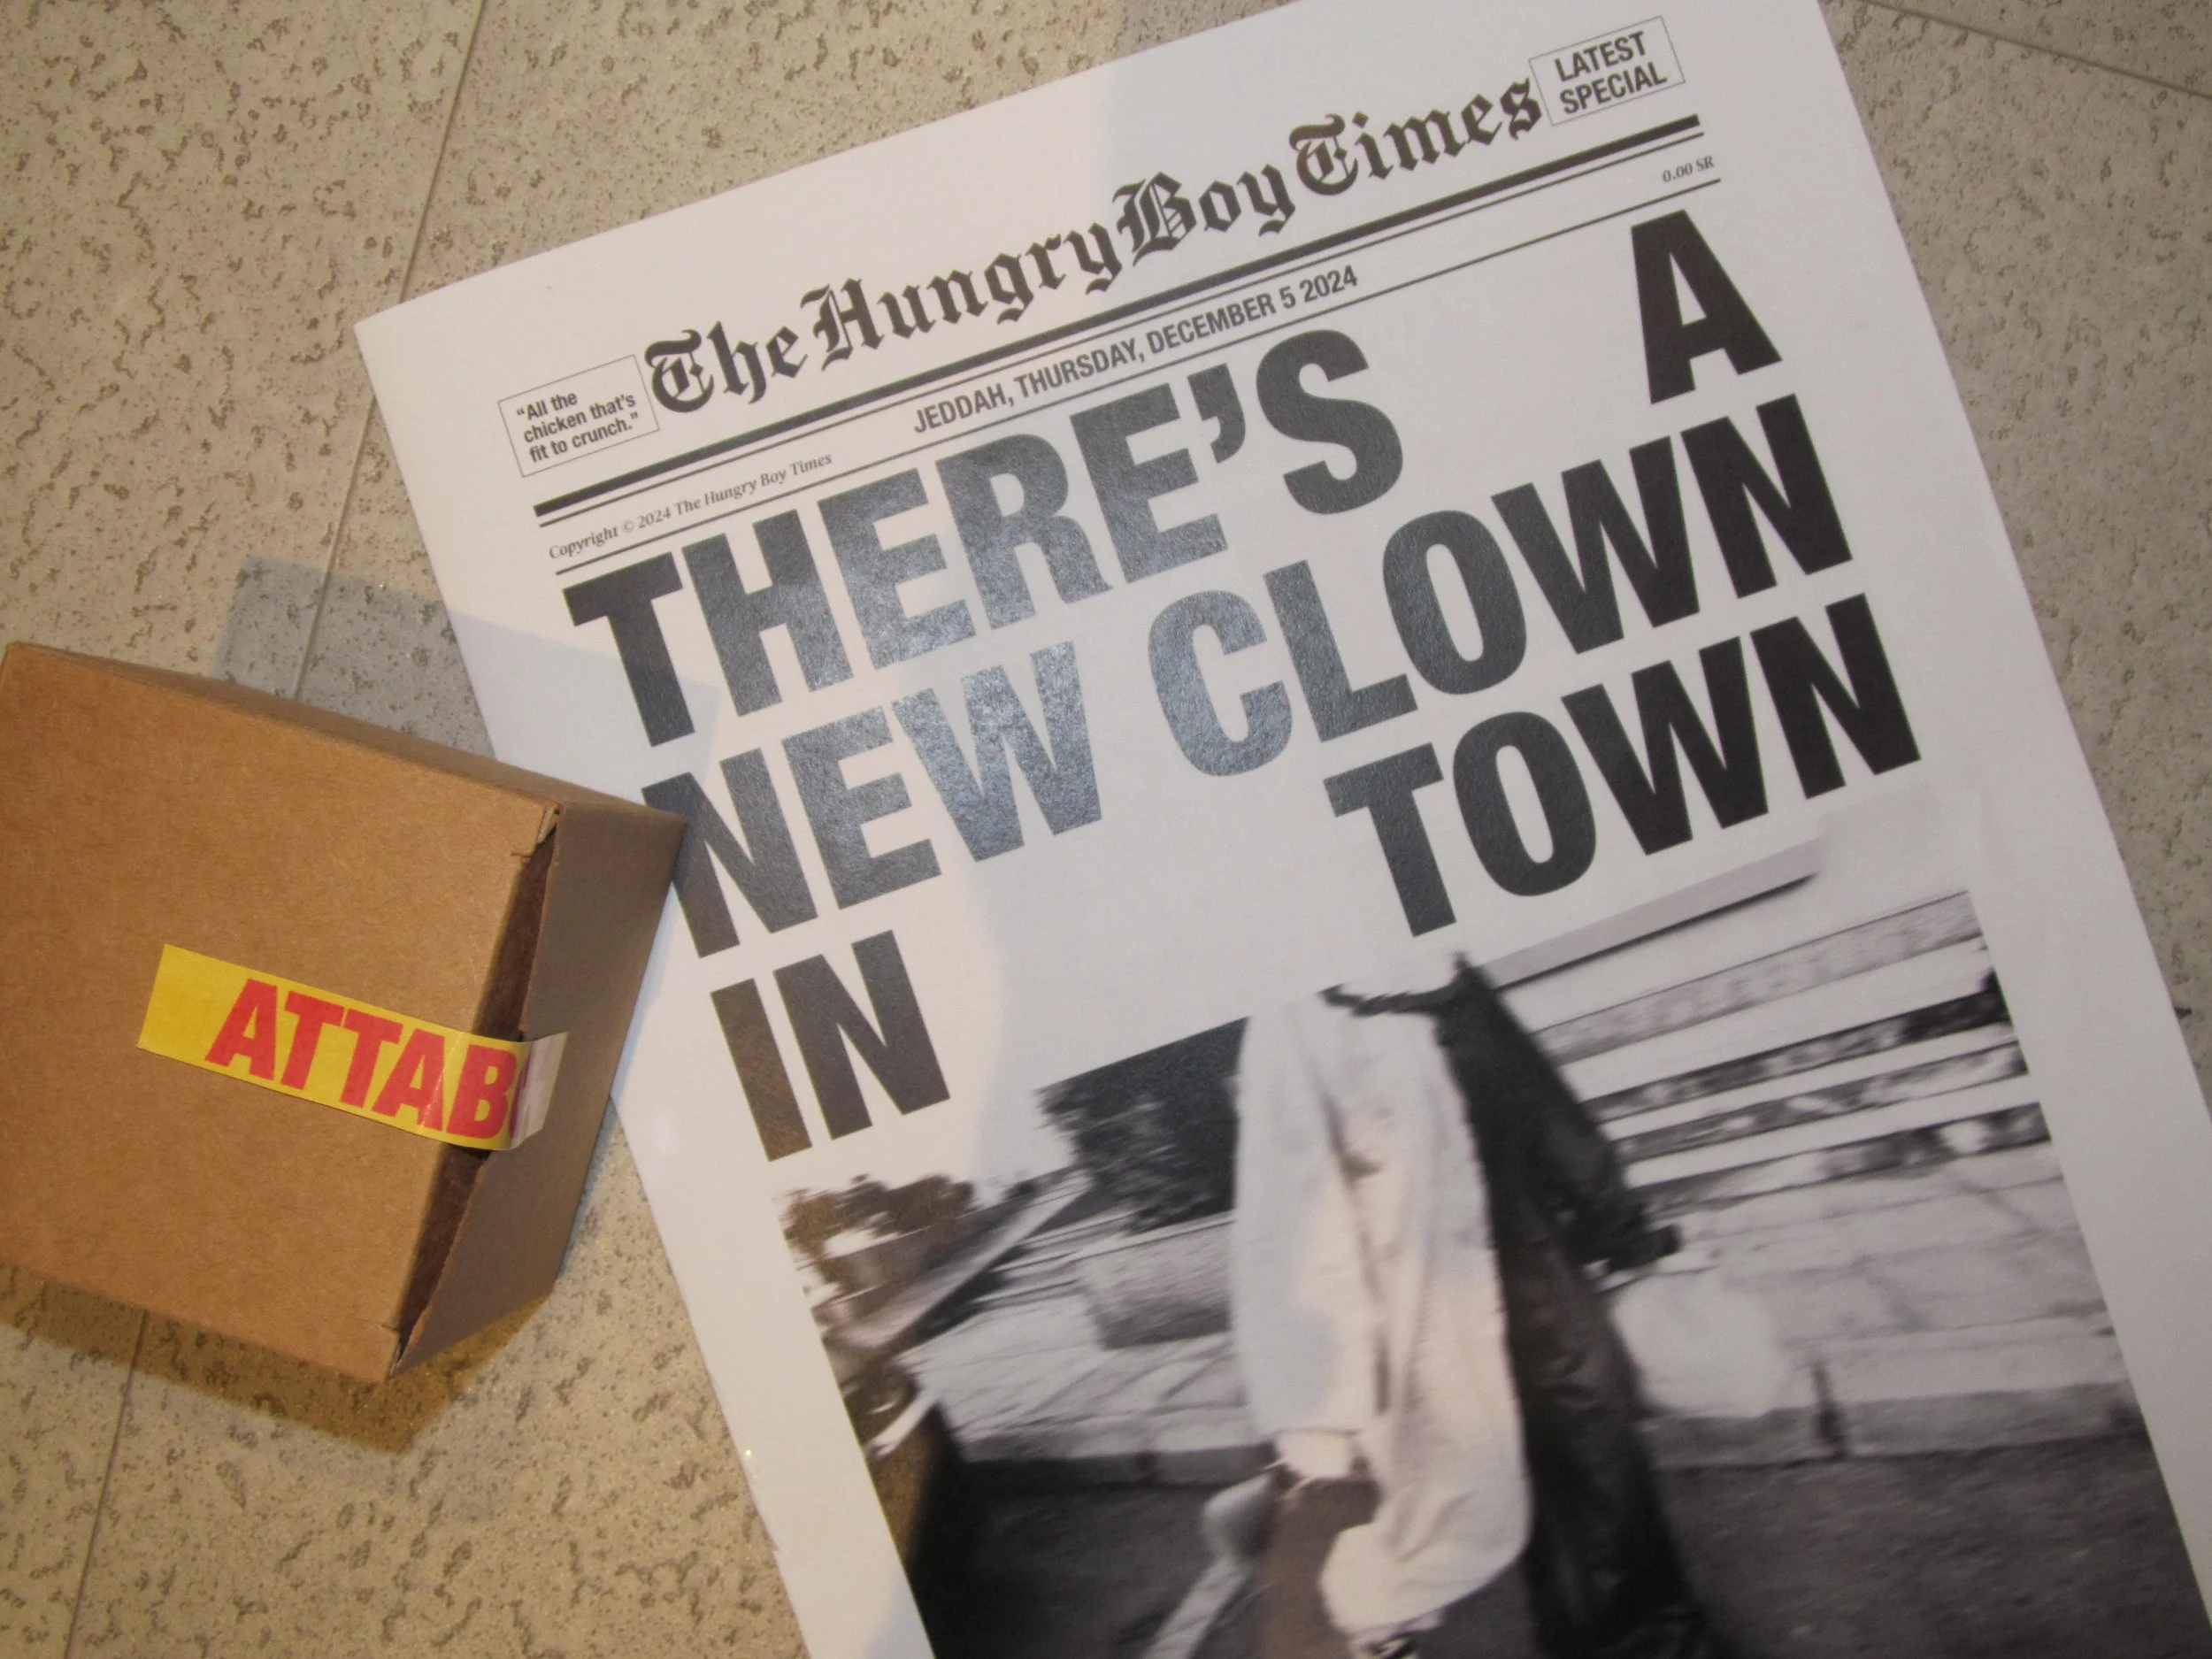 The Hungry Boy Times
LATEST
SPECIAL
“All the
chicken that’s
fit to crunch.”
Copyright © 2024 The Hungry Boy Times
JEDDAH, THURSDAY, DECEMBER 5 2024
0.00 SR
THERE’S A
NEW CLOWN
IN TOWN